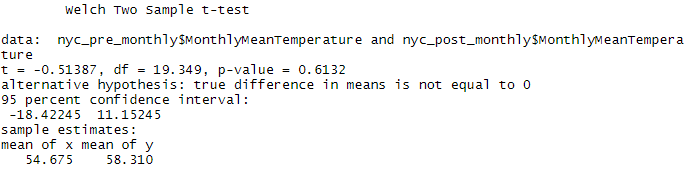 Welch Two Sample t-test
data:  nyc_pre_monthly$MonthlyMeanTemperature and nyc_post_monthly$MonthlyMeanTempera
ture
t = -0.51387, df = 19.349, p-value = 0.6132
alternative hypothesis: true difference in means is not equal to 0
95 percent confidence interval:
-18.42245  11.15245
sample estimates:
mean of x mean of y
54.675    58.310